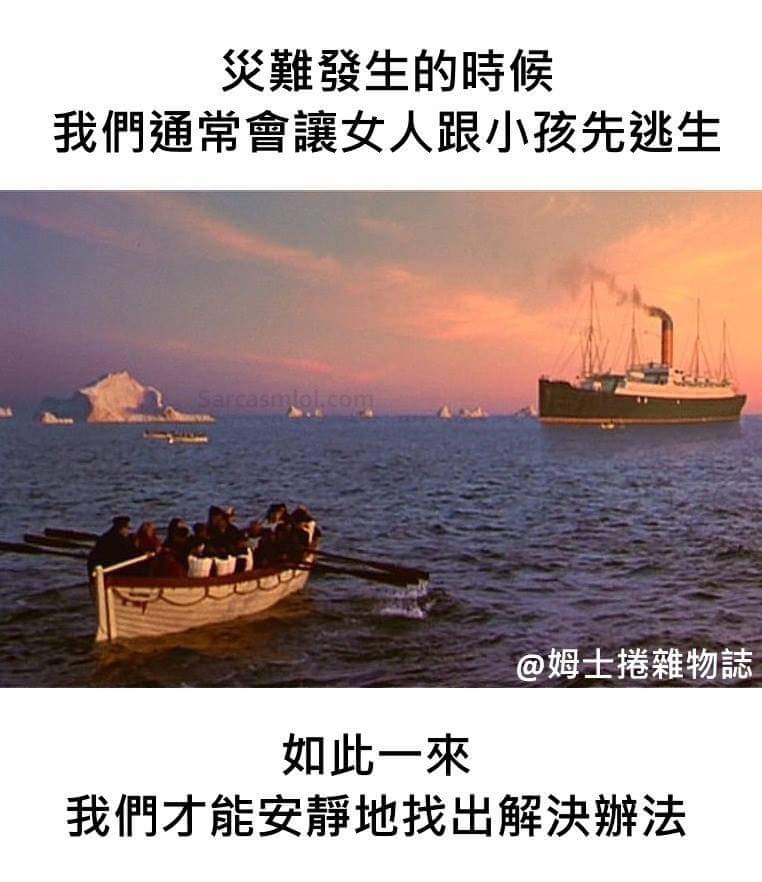 災難發生的時候
我們通常會讓女人跟小孩先逃生
Sarcasmlol.com
@姆士捲雜物誌
如此一來
我們才能安靜地找出解決辦法